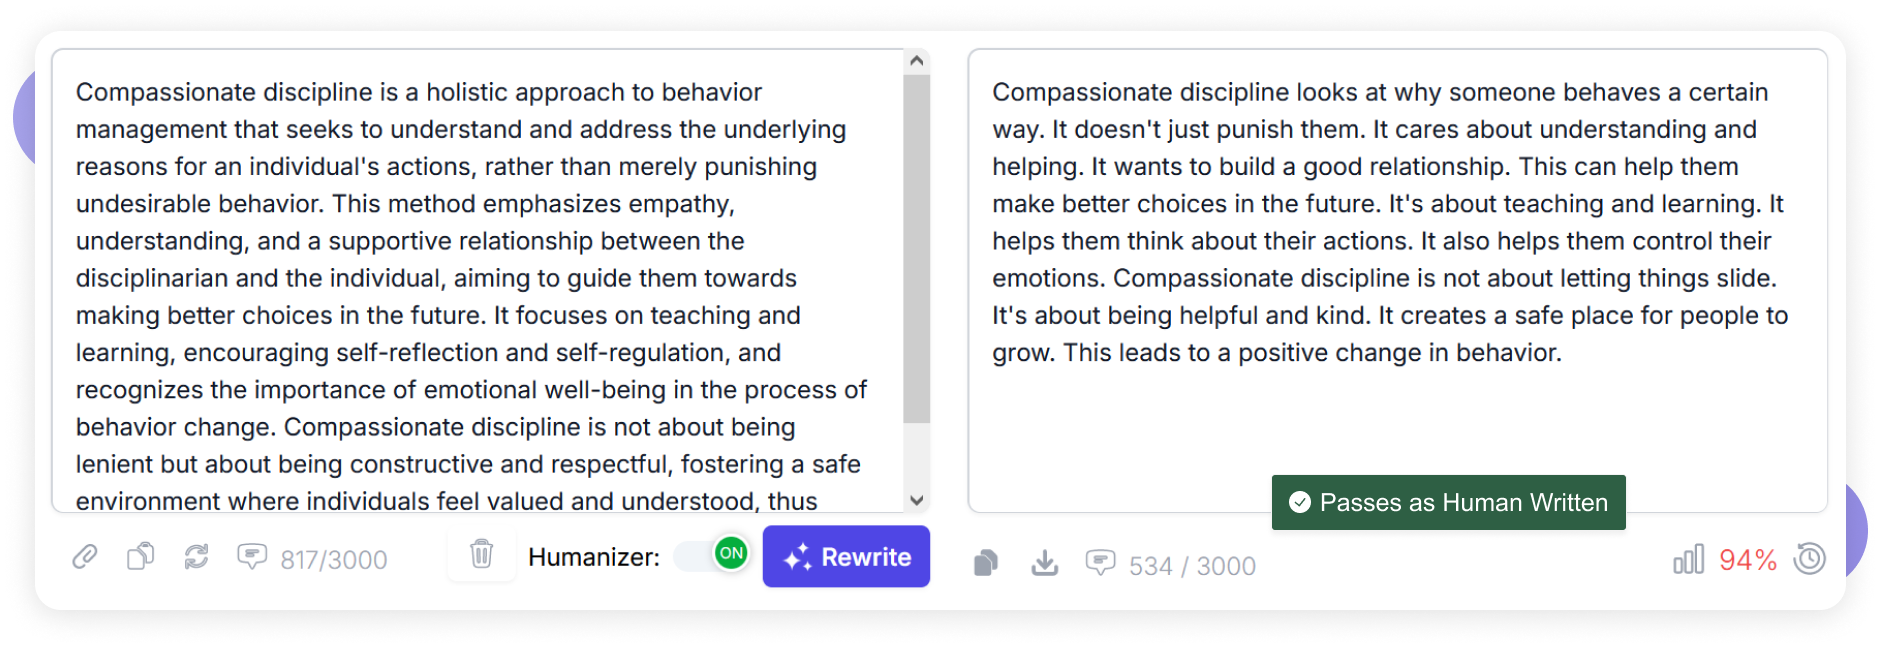 Compassionate discipline is a holistic approach to behavior
management that seeks to understand and address the underlying
reasons for an individual's actions, rather than merely punishing
undesirable behavior. This method emphasizes empathy,
understanding, and a supportive relationship between the
disciplinarian and the individual, aiming to guide them towards
making better choices in the future. It focuses on teaching and
learning, encouraging self-reflection and self-regulation, and
recognizes the importance of emotional well-being in the process of
behavior change. Compassionate discipline is not about being
lenient but about being constructive and respectful, fostering a safe
environment where individuals feel valued and understood, thus
817/3000
Humanizer:
ON
Rewrite
Compassionate discipline looks at why someone behaves a certain
way. It doesn't just punish them. It cares about understanding and
helping. It wants to build a good relationship. This can help them
make better choices in the future. It's about teaching and learning. It
helps them think about their actions. It also helps them control their
emotions. Compassionate discipline is not about letting things slide.
It's about being helpful and kind. It creates a safe place for people to
grow. This leads to a positive change in behavior.
Passes as Human Written
534 / 3000
94%